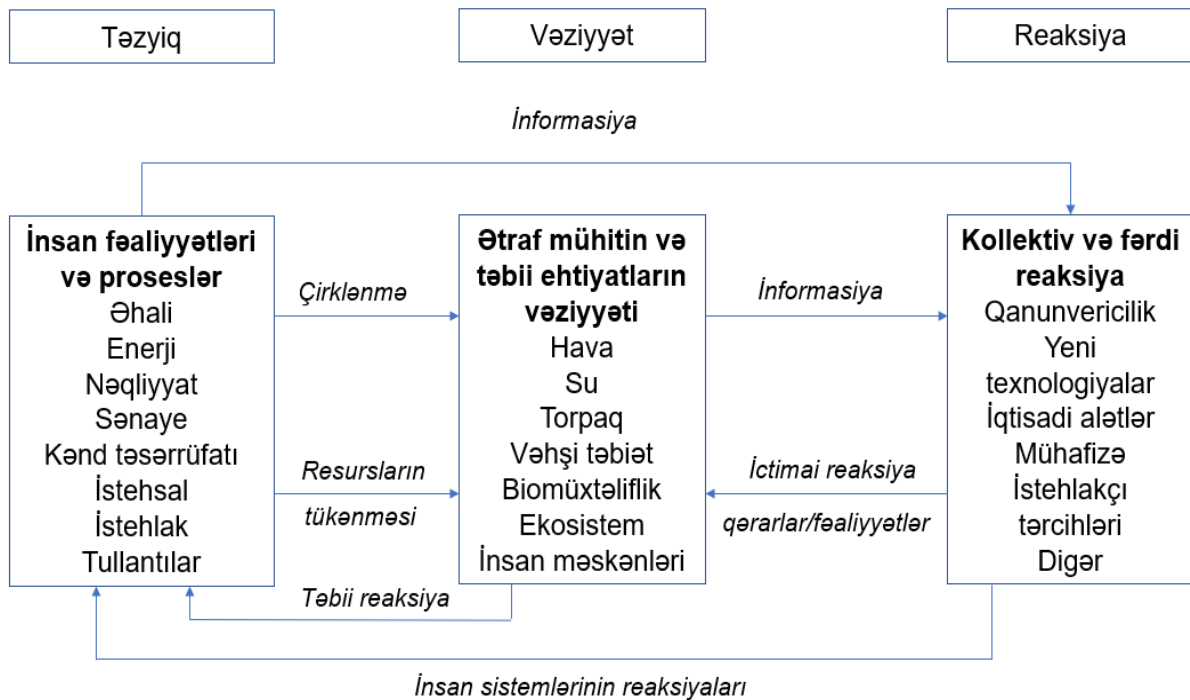 Təzyiq
Vəziyyət
Reaksiya
İnformasiya
İnsan fəaliyyətləri
və proseslər
Əhali
Enerji
Nəqliyyat
Sənaye
Kənd təsərrüfatı
İstehsal
İstehlak
Tullantılar
Çirklənmə
Resursların
tükənməsi
Təbii reaksiya
Ətraf mühitin və
təbii ehtiyatların
vəziyyəti
Hava
Su
Torpaq
Vəhşi təbiət
Biomüxtəliflik
Ekosistem
İnsan məskənləri
İnformasiya
İctimai reaksiya
qərarlar/fəaliyyətlər
Kollektiv və fərdi
reaksiya
Qanunvericilik
Yeni
texnologiyalar
İqtisadi alətlər
Mühafizə
İstehlakçı
tərcihləri
Digər
İnsan sistemlərinin reaksiyaları